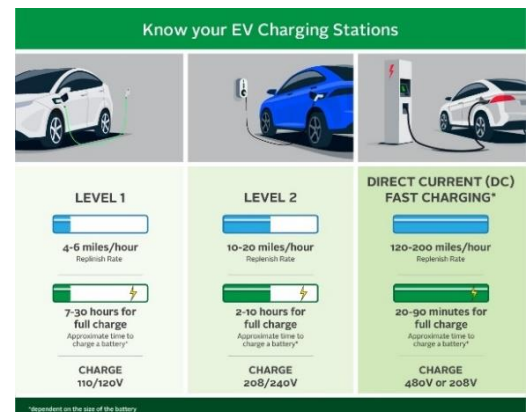 Know your EV Charging Stations
LEVEL 1
4-6 miles/hour
Replinish Rate
7-30 hours for
full charge
Approximate time to
charge a battery*
CHARGE
110/120V
LEVEL 2
10-20 miles/hour
Replenish Rate
2-10 hours for
full charge
Approximate time to
charge a battery*
CHARGE
208/240V
DIRECT CURRENT (DC)
FAST CHARGING*
120-200 miles/hour
Replenish Rate
20-90 minutes for
full charge
Approximate time to
charge a battery*
CHARGE
480V or 208V
*dependent on the size of the battery